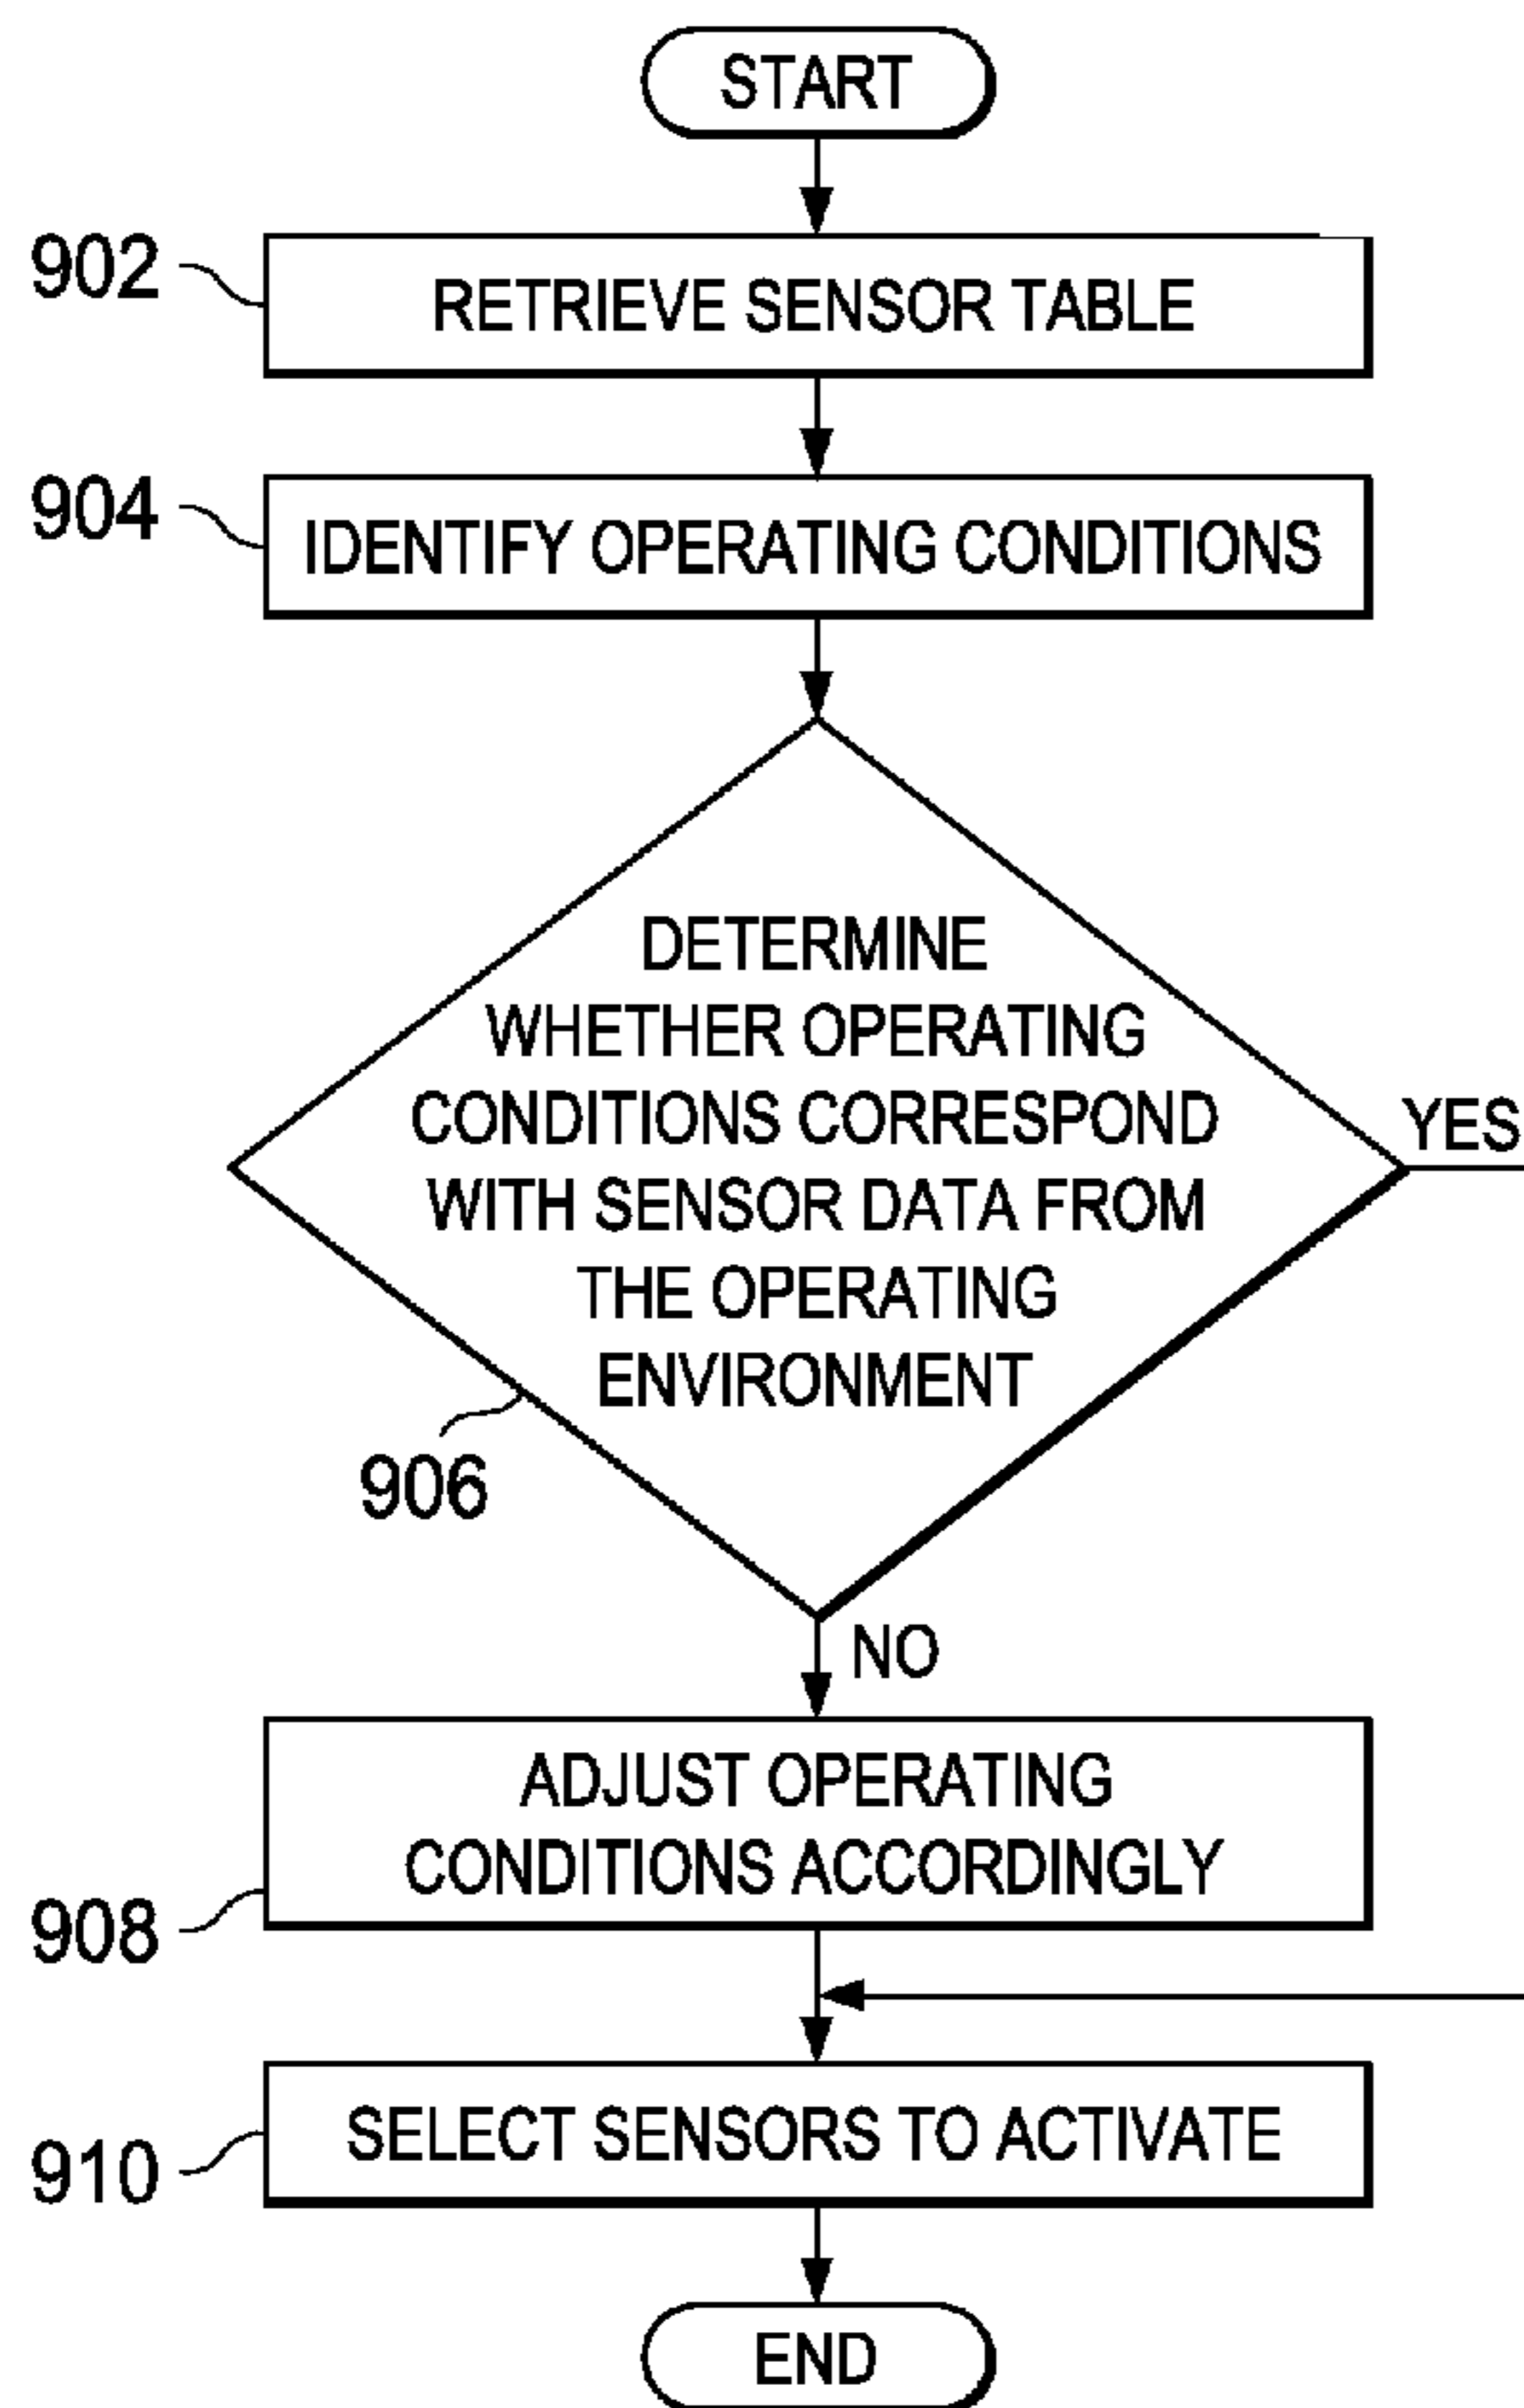 START
902
RETRIEVE SENSOR TABLE
904
IDENTIFY OPERATING CONDITIONS
DETERMINE
WHETHER OPERATING
CONDITIONS CORRESPOND
WITH SENSOR DATA FROM
THE OPERATING
ENVIRONMENT
YES
906
NO
ADJUST OPERATING
CONDITIONS ACCORDINGLY
908
SELECT SENSORS TO ACTIVATE
910
END